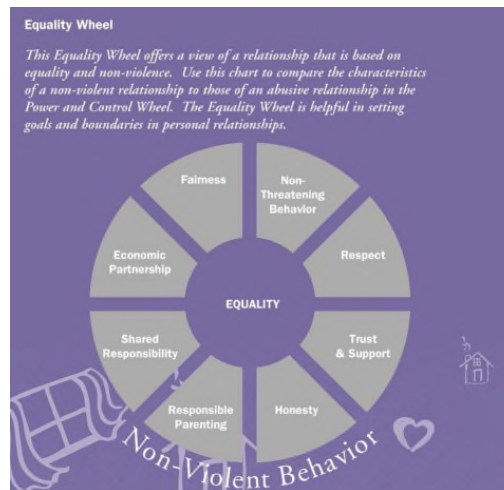 Equality Wheel
This Equality Wheel offers a view of a relationship that is based on
equality and non-violence. Use this chart to compare the characteristics
of a non-violent relationship to those of an abusive relationship in the
Power and Control Wheel. The Equality Wheel is helpful in setting
goals and boundaries in personal relationships.
Fairness
Non-
Threatening
Behavior
Economic
Partnership
Respect
EQUALITY
Shared
Responsibility
Trust
& Support
Responsible
Parenting
Honesty
Non-Violent Behavior